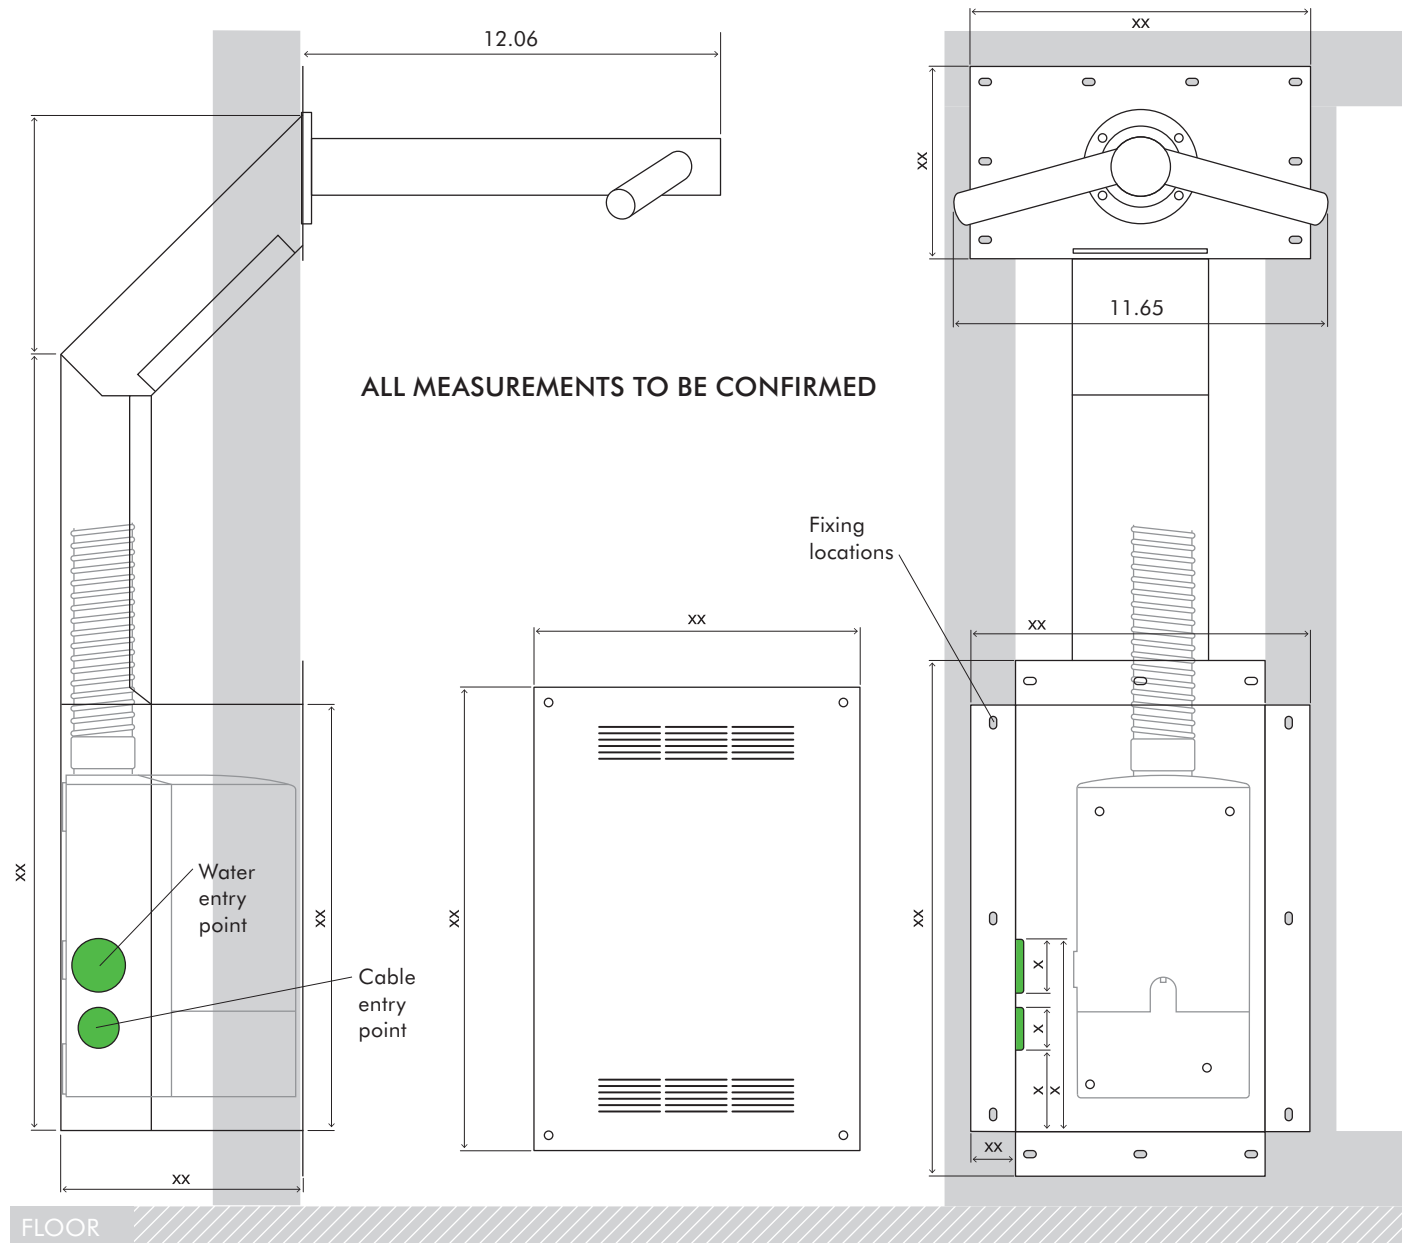 12.06
xx
xx
11.65
ALL MEASUREMENTS TO BE CONFIRMED
Fixing
locations
xx
xx
xx
Water
entry
point
xx
xx
xx
x
Cable
entry
point
x
x
x
xx
xx
FLOOR